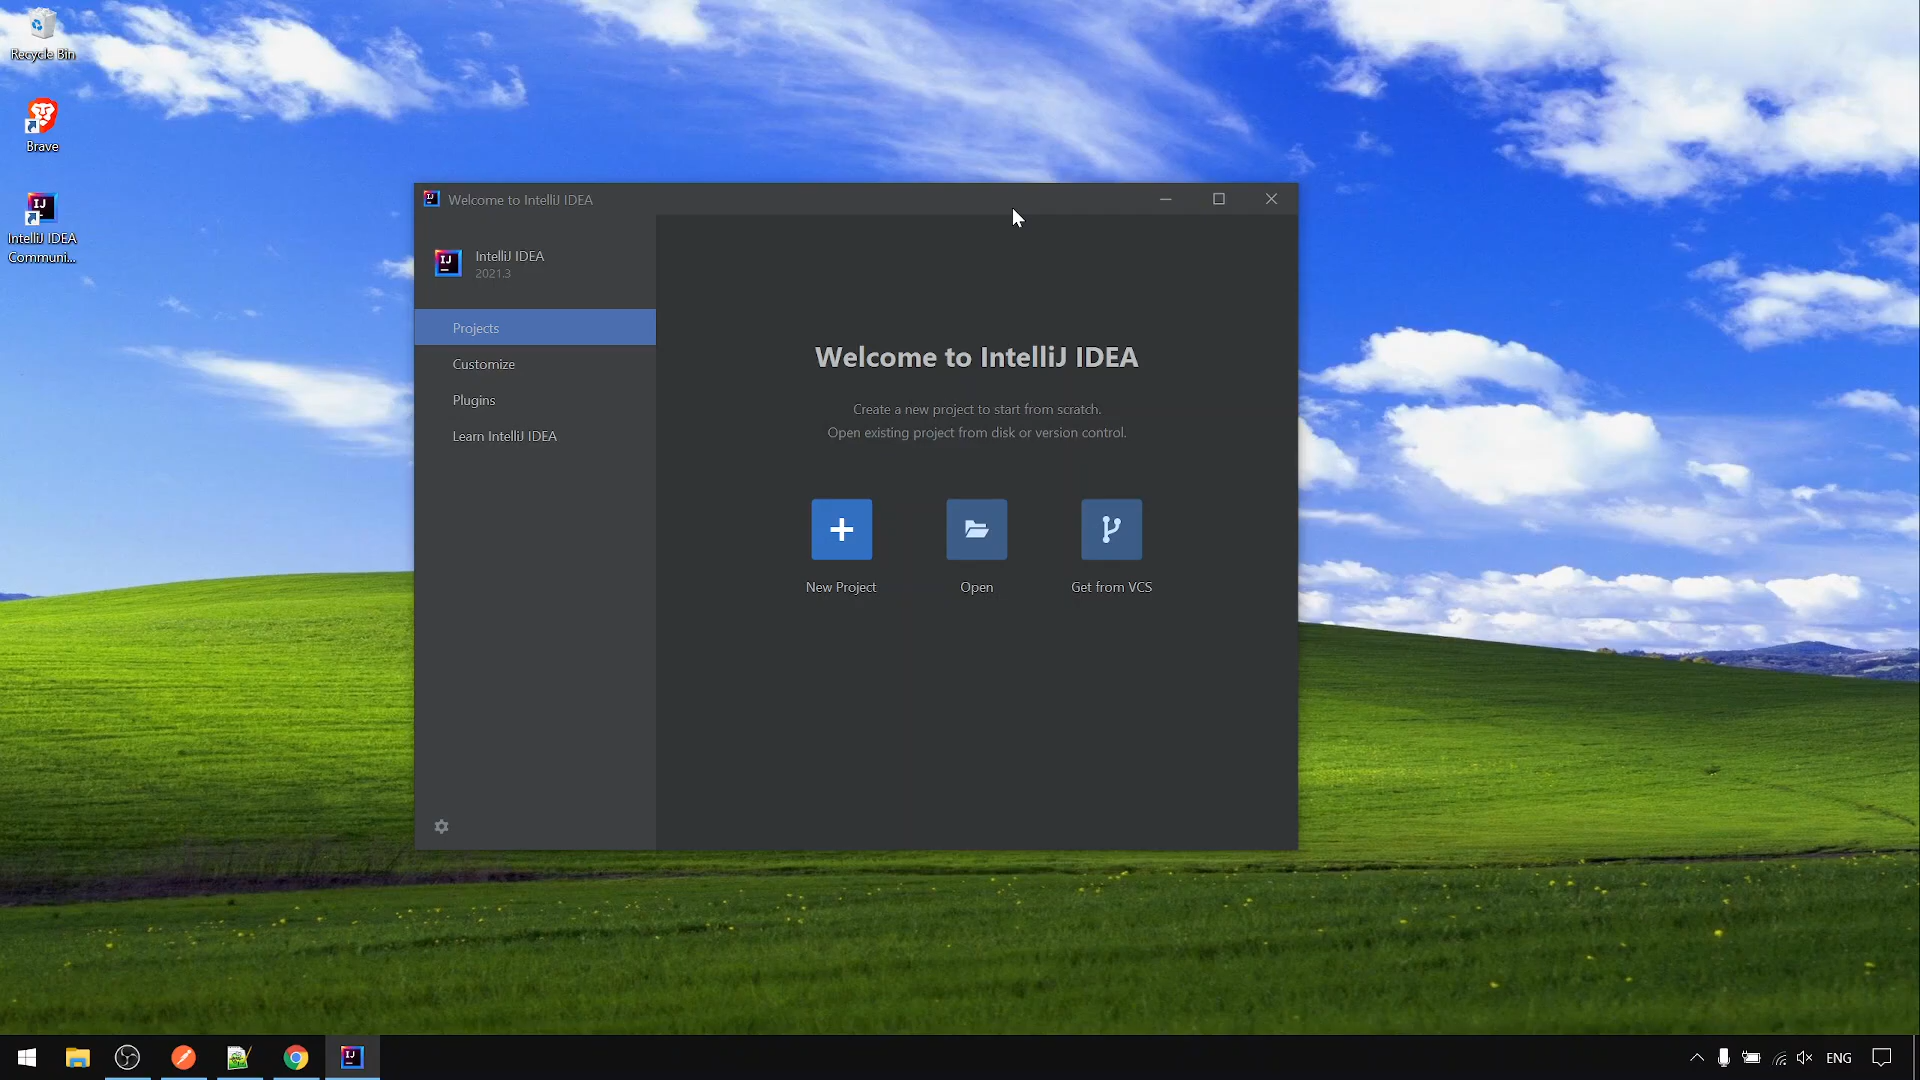 Recycle Bin
Brave
IntelliJ IDEA
Communi...
Welcome to IntelliJ IDEA
IntelliJ IDEA
2021.3
Projects
Customize
Plugins
Learn IntelliJ IDEA
Welcome to IntelliJ IDEA
Create a new project to start from scratch.
Open existing project from disk or version control.
New Project
Open
Get from VCS
ENG